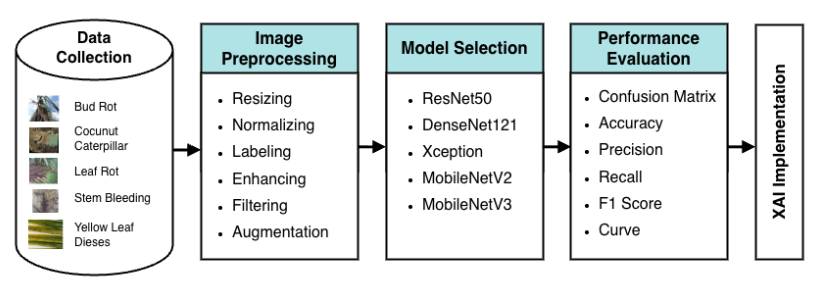 Data
Collection
Bud Rot
Cocunut
Caterpillar
Leaf Rot
Stem Bleeding
Yellow Leaf
Dieses
Image
Preprocessing
• Resizing
• Normalizing
• Labeling
• Enhancing
• Filtering
• Augmentation
Model Selection
• ResNet50
• DenseNet121
• Xception
• MobileNetV2
• MobileNetV3
Performance
Evaluation
• Confusion Matrix
• Accuracy
• Precision
• Recall
• F1 Score
• Curve
XAI Implementation